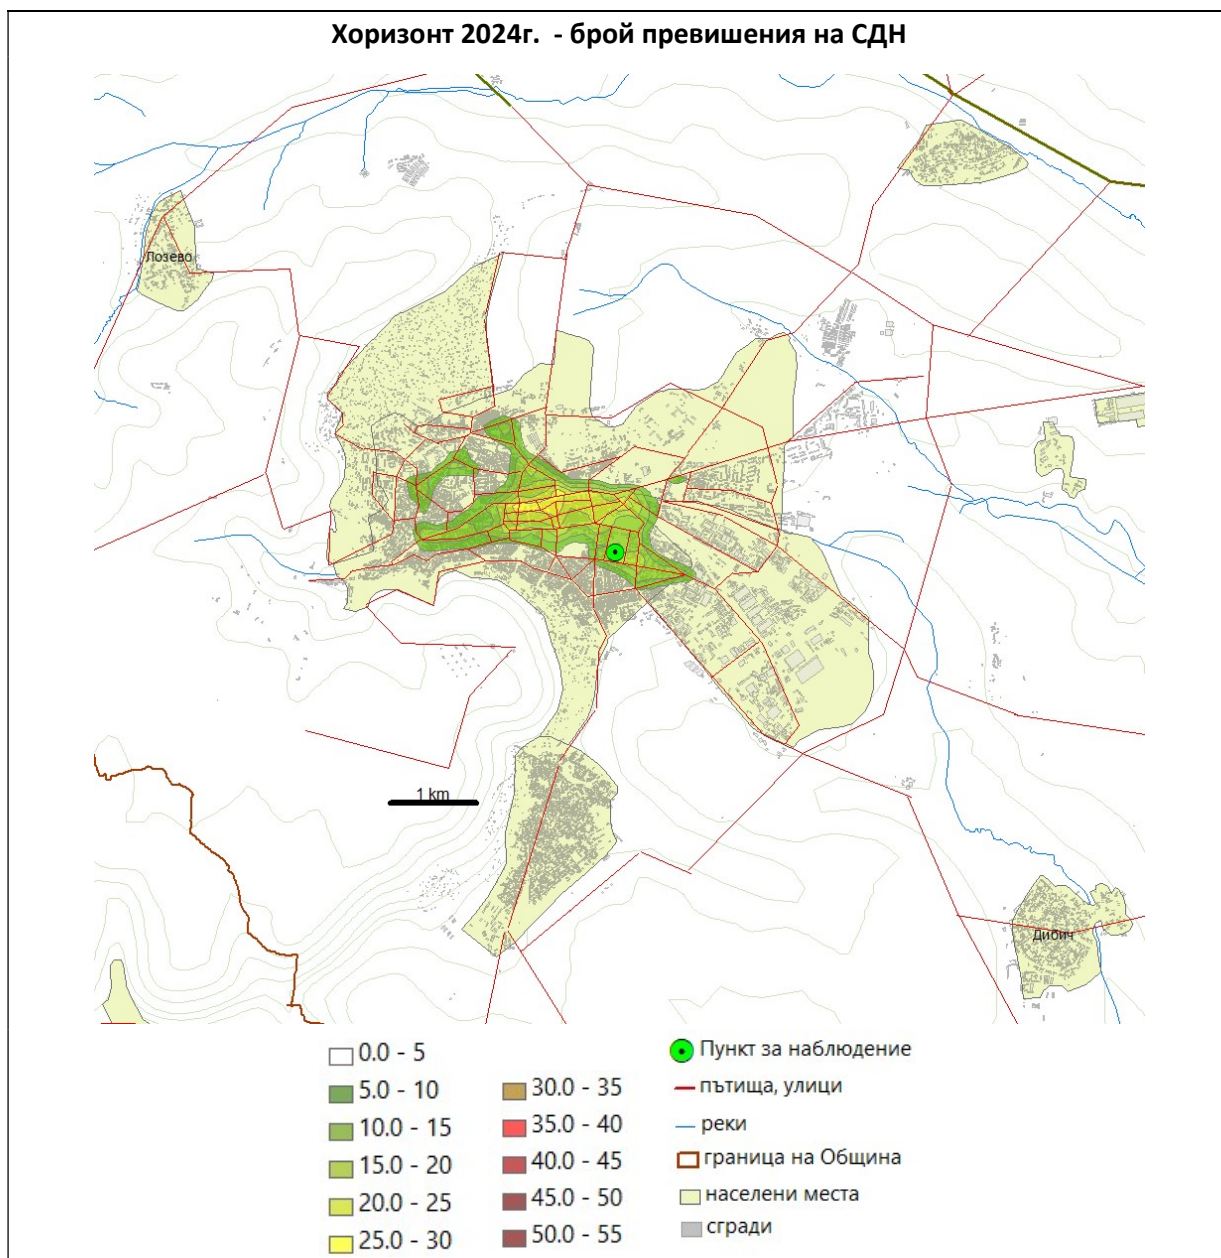 Хоризонт 2024г. - брой превишения на СДН
Лозево
1 km
Дибич
0.0 - 5
5.0 - 10
10.0 - 15
15.0 - 20
20.0 - 25
25.0 - 30
30.0 - 35
35.0 - 40
40.0 - 45
45.0 - 50
50.0 - 55
Пункт за наблюдение
пътища, улици
реки
граница на Община
населени места
сгради